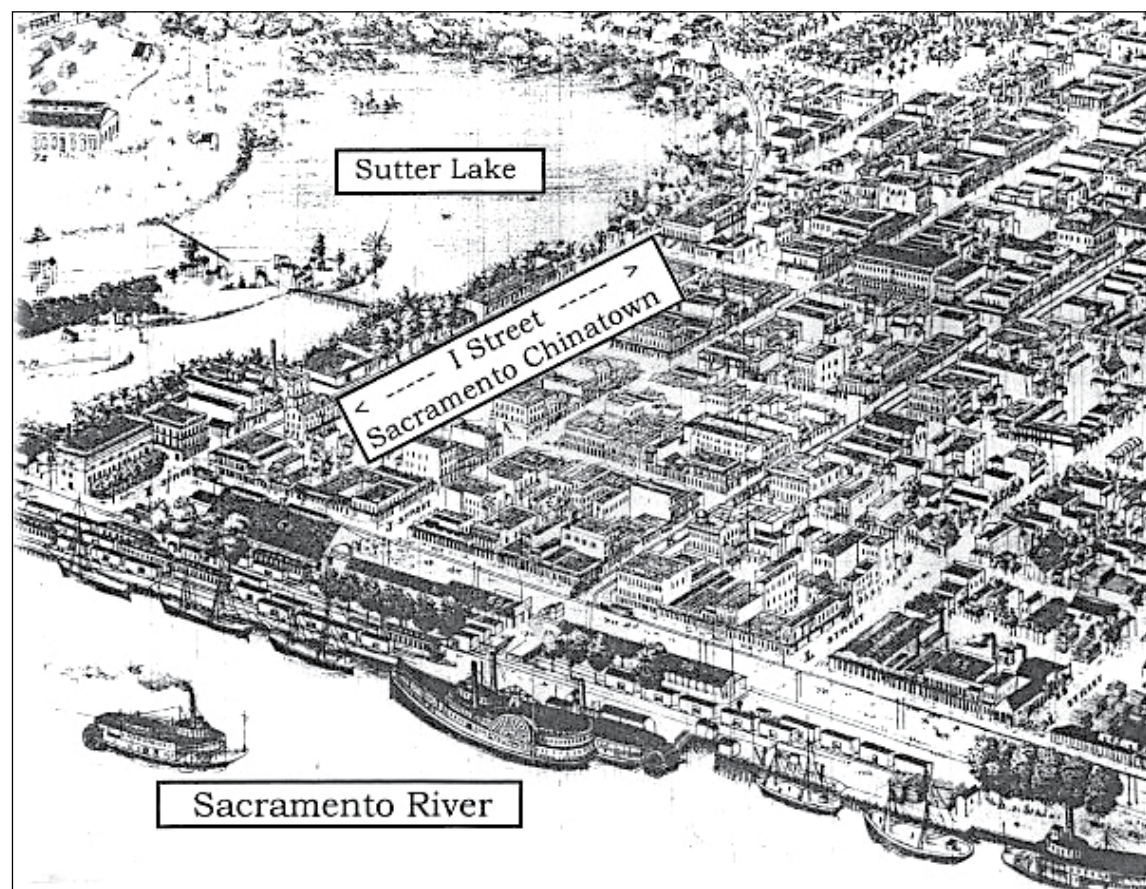 Sutter Lake
< ----- I Street ----- >
Sacramento Chinatown
Sacramento River